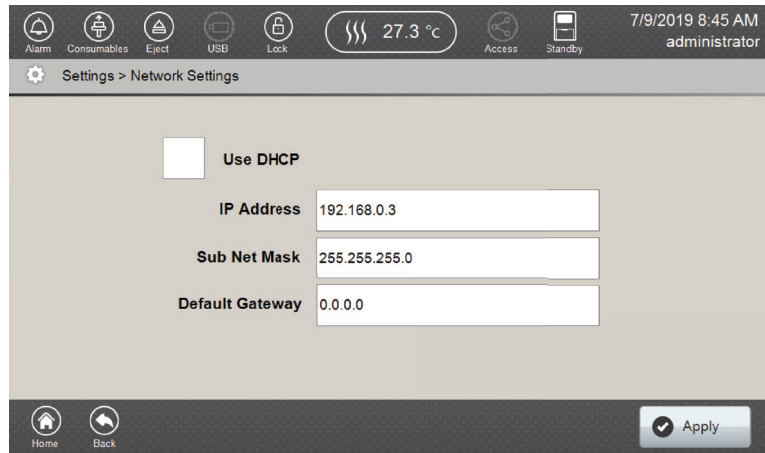 Alarm Consumables Eject USB Lock 27.3 °c Access Standby 7/9/2019 8:45 AM
administrator
Settings > Network Settings
Use DHCP
IP Address 192.168.0.3
Sub Net Mask 255.255.255.0
Default Gateway 0.0.0.0
Home Back Apply